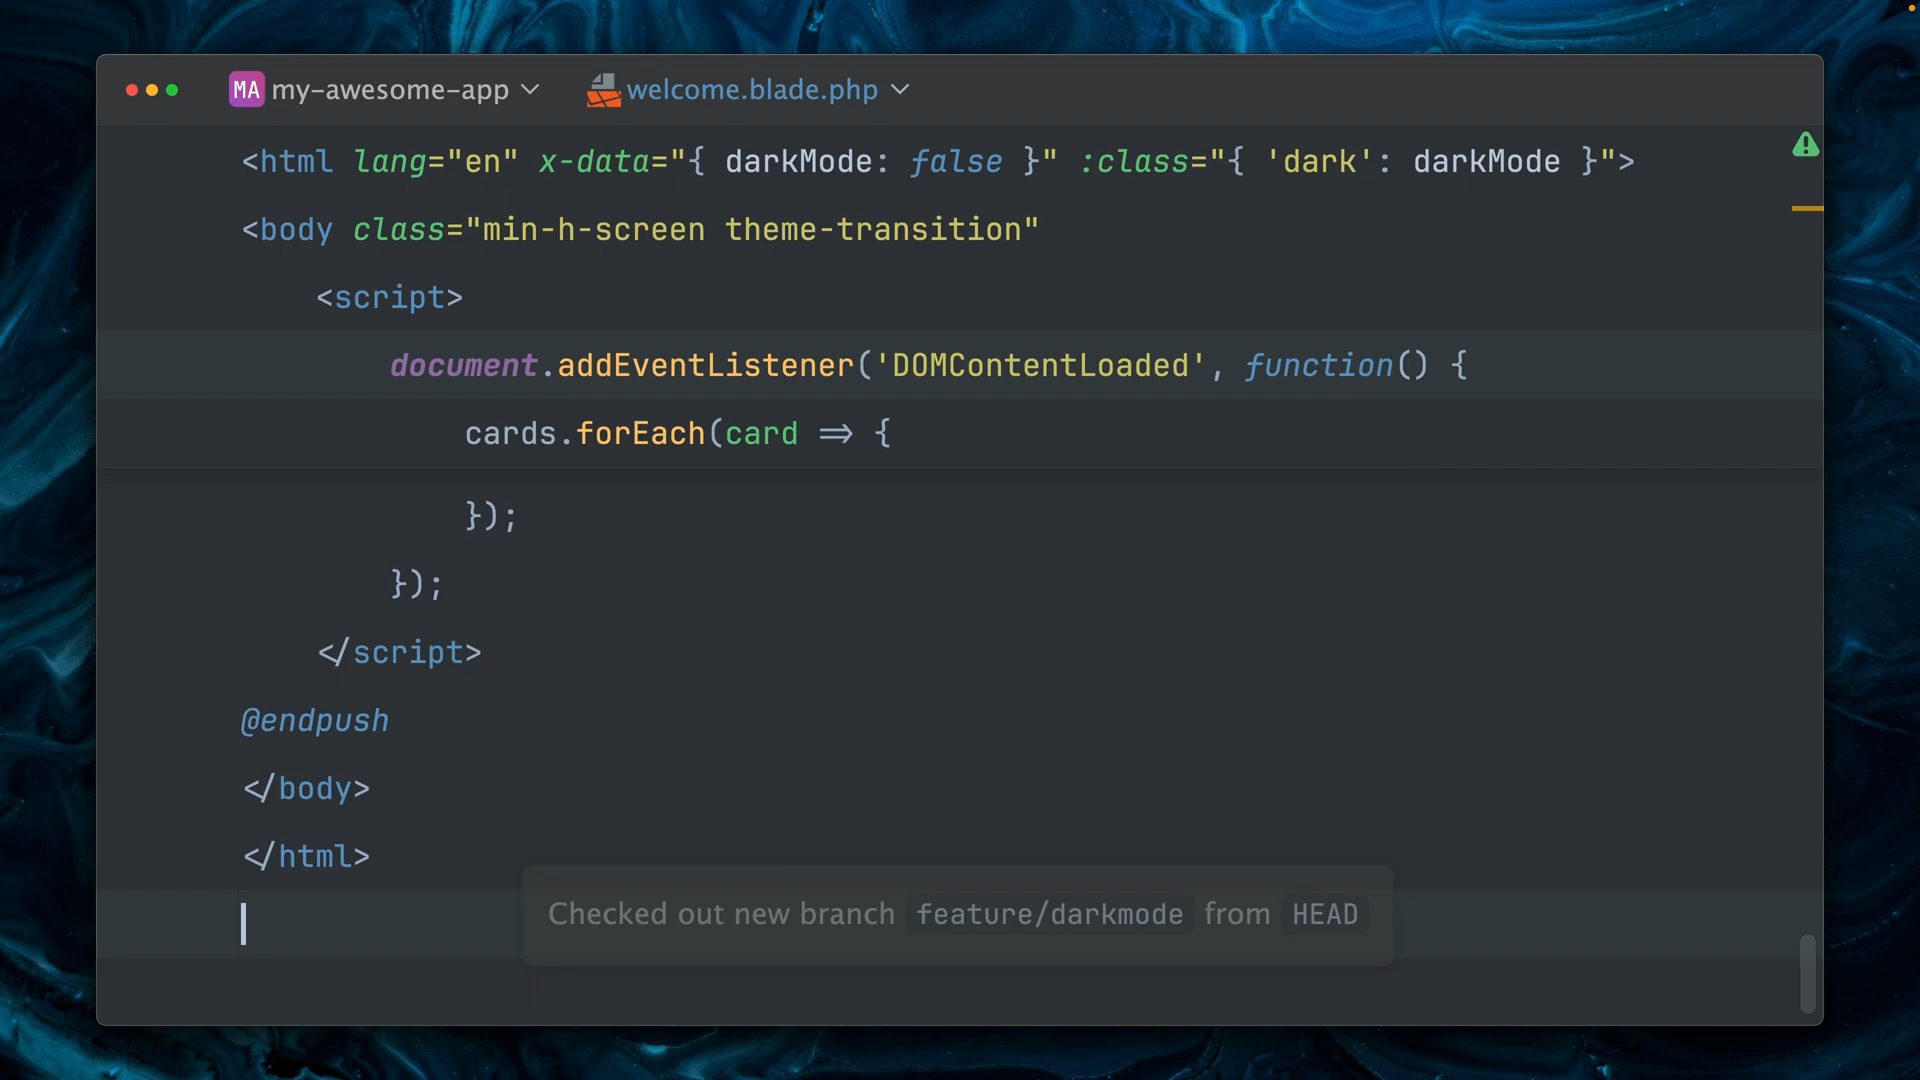 MA my-awesome-app welcome.blade.php
<html lang="en" x-data="{ darkMode: false }" :class="{ 'dark': darkMode }">
<body class="min-h-screen theme-transition"
<script>
document.addEventListener('DOMContentLoaded', function() {
cards.forEach(card => {
});
});
</script>
@endpush
</body>
</html>
Checked out new branch feature/darkmode from HEAD